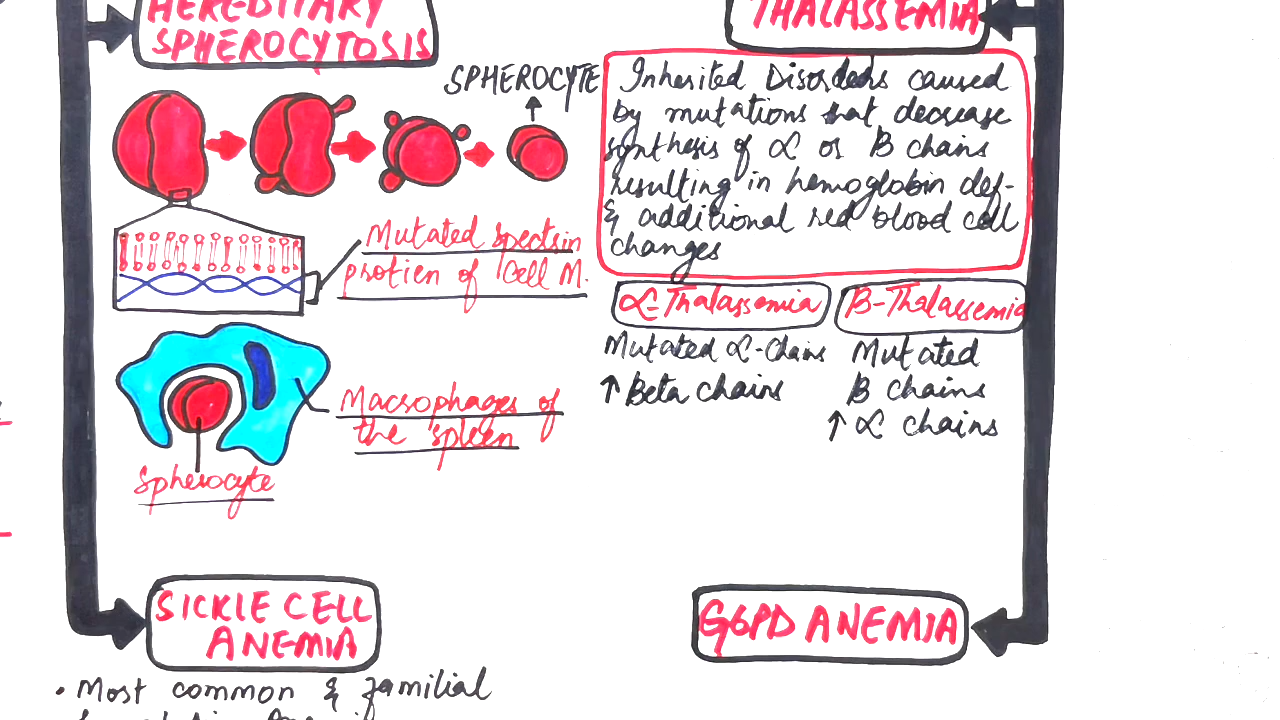 HEREDITARY
SPHEROCYTOSIS
SPHEROCYTE
Mutated Spectrin
protien of Cell M.
Macrophages of
the spleen
Spherocyte
THALASSEMIA
Inherited Disorders caused
by mutations that decrease
synthesis of α or B chains
resulting in hemoglobin def-
& additional red blood cell
changes
α-Thalassemia
Mutated α-Chains
↑ Beta chains
B-Thalassemia
Mutated
B chains
↑ α chains
SICKLE CELL
ANEMIA
• Most common & familial
G6PD ANEMIA